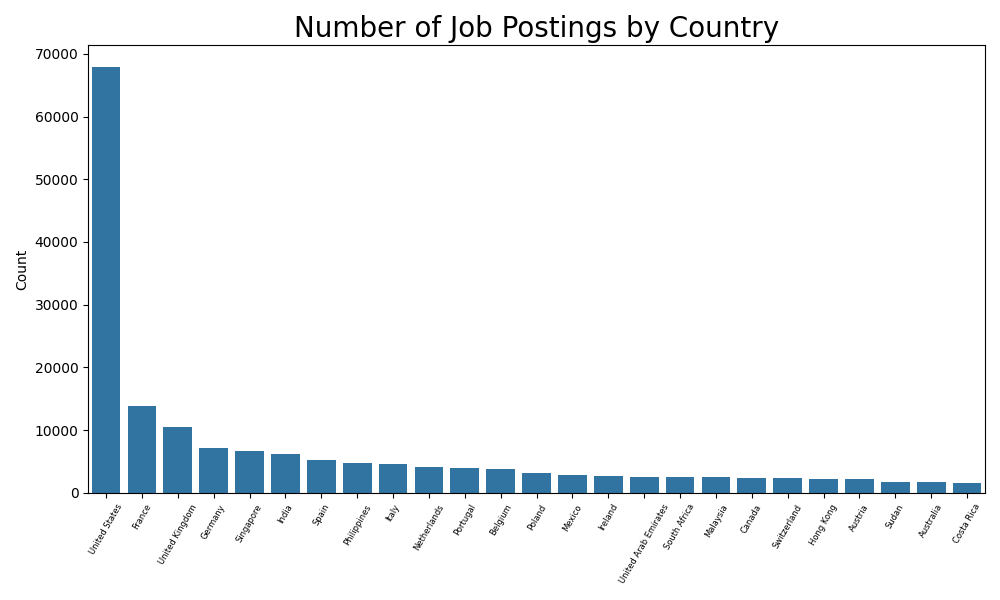 Number of Job Postings by Country
Count
70000
60000
50000
40000
30000
20000
10000
0
United States
France
United Kingdom
Germany
Singapore
India
Spain
Philippines
Italy
Netherlands
Portugal
Belgium
Poland
Mexico
Ireland
United Arab Emirates
South Africa
Malaysia
Canada
Switzerland
Hong Kong
Austria
Sudan
Australia
Costa Rica